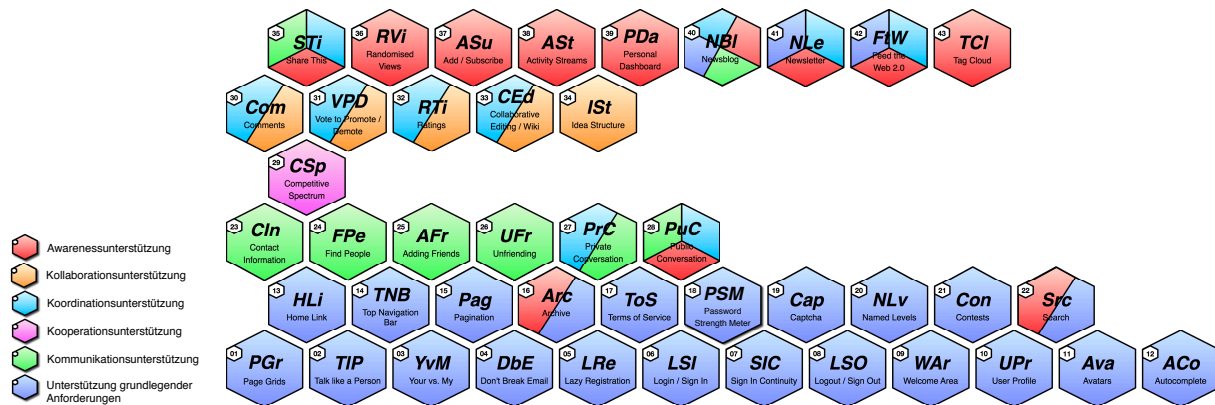 35
STi
Share This
36
RVi
Randomised
Views
37
ASu
Add / Subscribe
38
ASt
Activity Streams
39
PDa
Personal
Dashboard
40
NBl
Newsblog
41
NLe
Newsletter
42
FtW
Feed the
Web 2.0
43
TCl
Tag Cloud
30
Com
Comments
31
VPD
Vote to Promote /
Demote
32
RTi
Ratings
33
CEd
Collaborative
Editing / Wiki
34
ISt
Idea Structure
29
CSp
Competitive
Spectrum
23
CIn
Contact
Information
24
FPe
Find People
25
AFr
Adding Friends
26
UFr
Unfriending
27
PrC
Private
Conversation
28
PuC
Public
Conversation
13
HLi
Home Link
14
TNB
Top Navigation
Bar
15
Pag
Pagination
16
Arc
Archive
17
ToS
Terms of Service
18
PSM
Password
Strength Meter
19
Cap
Captcha
20
NLv
Named Levels
21
Con
Contests
22
Src
Search
01
PGr
Page Grids
02
TlP
Talk like a Person
03
YvM
Your vs. My
04
DbE
Don't Break Email
05
LRe
Lazy Registration
06
LSI
Login / Sign In
07
SIC
Sign In Continuity
08
LSO
Logout / Sign Out
09
WAr
Welcome Area
10
UPr
User Profile
11
Ava
Avatars
12
ACo
Autocomplete
Awarenessunterstützung
Kollaborationsunterstützung
Koordinationsunterstützung
Kooperationsunterstützung
Kommunikationsunterstützung
Unterstützung grundlegender
Anforderungen